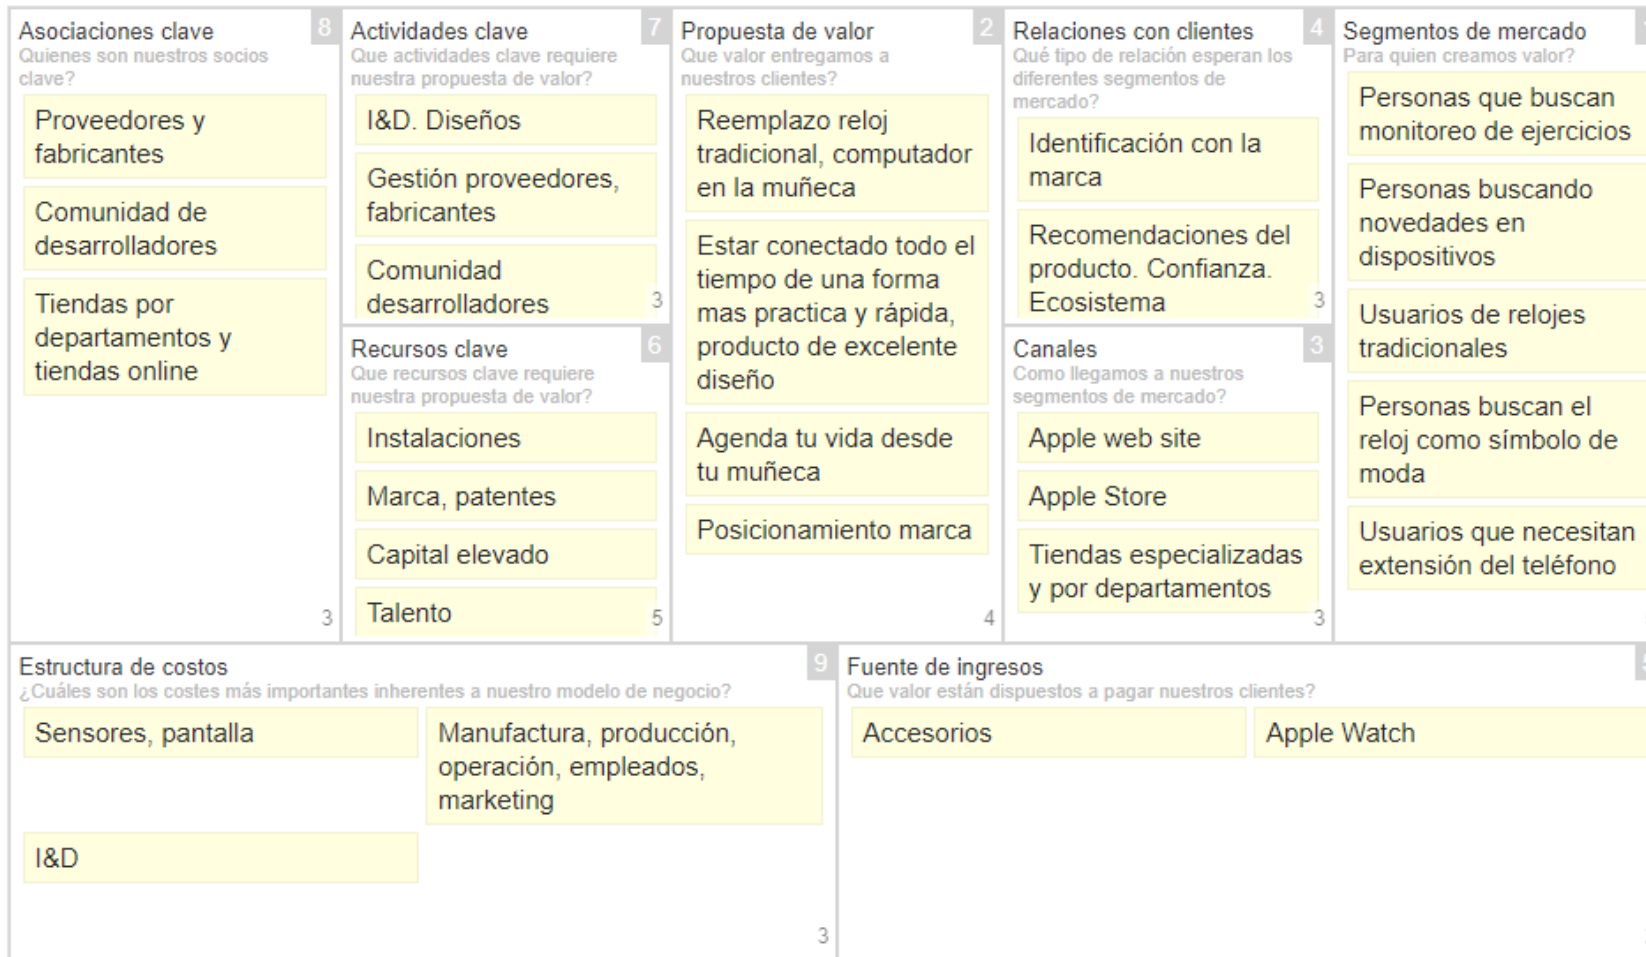 Asociaciones clave
8
Quienes son nuestros socios
clave?
Proveedores y
fabricantes
Comunidad de
desarrolladores
Tiendas por
departamentos y
tiendas online
3
Actividades clave
7
Que actividades clave requiere
nuestra propuesta de valor?
I&D. Diseños
Gestión proveedores,
fabricantes
Comunidad
desarrolladores
3
Recursos clave
6
Que recursos clave requiere
nuestra propuesta de valor?
Instalaciones
Marca, patentes
Capital elevado
Talento
5
Propuesta de valor
2
Que valor entregamos a
nuestros clientes?
Reemplazo reloj
tradicional, computador
en la muñeca
Estar conectado todo el
tiempo de una forma
mas practica y rápida,
producto de excelente
diseño
Agenda tu vida desde
tu muñeca
Posicionamiento marca
4
Relaciones con clientes
4
Qué tipo de relación esperan los
diferentes segmentos de
mercado?
Identificación con la
marca
Recomendaciones del
producto. Confianza.
Ecosistema
3
Canales
3
Como llegamos a nuestros
segmentos de mercado?
Apple web site
Apple Store
Tiendas especializadas
y por departamentos
3
Segmentos de mercado
Para quien creamos valor?
Personas que buscan
monitoreo de ejercicios
Personas buscando
novedades en
dispositivos
Usuarios de relojes
tradicionales
Personas buscan el
reloj como símbolo de
moda
Usuarios que necesitan
extensión del teléfono
Estructura de costos
9
¿Cuáles son los costes más importantes inherentes a nuestro modelo de negocio?
Sensores, pantalla
Manufactura, producción,
operación, empleados,
marketing
I&D
3
Fuente de ingresos
5
Que valor están dispuestos a pagar nuestros clientes?
Accesorios
Apple Watch